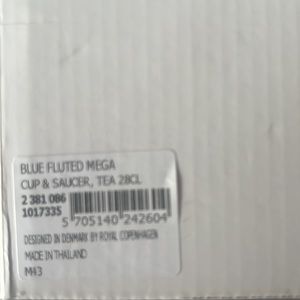 BLUE FLUTED MEGA
CUP & SAUCER, TEA 28CL
2 381 086
1017335
5 705140 242604
DESIGNED IN DENMARK BY ROYAL COPENHAGEN
MADE IN THAILAND
M43